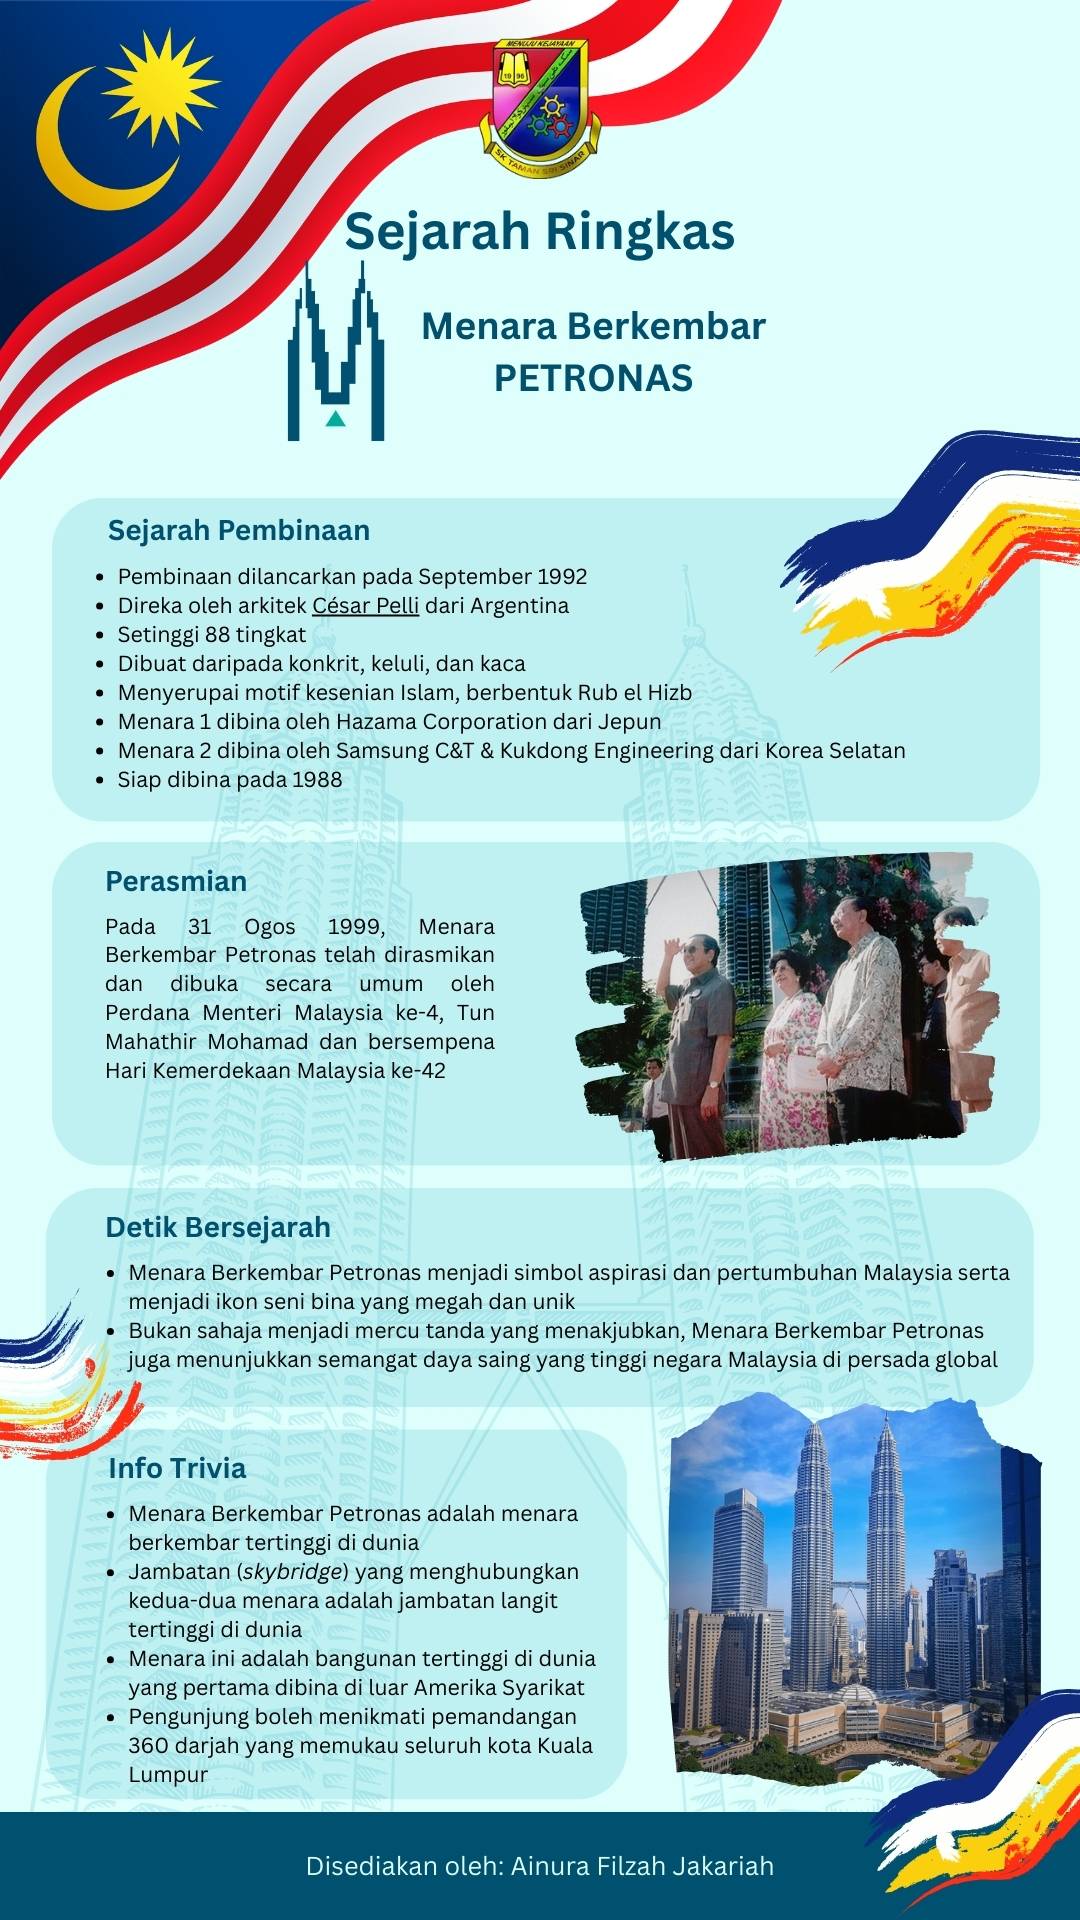 MENUJU KEJAYAAN
19 96
SK TAMAN SRI SINAR
Sejarah Ringkas
Menara Berkembar
PETRONAS
Sejarah Pembinaan
• Pembinaan dilancarkan pada September 1992
• Direka oleh arkitek César Pelli dari Argentina
• Setinggi 88 tingkat
• Dibuat daripada konkrit, keluli, dan kaca
• Menyerupai motif kesenian Islam, berbentuk Rub el Hizb
• Menara 1 dibina oleh Hazama Corporation dari Jepun
• Menara 2 dibina oleh Samsung C&T & Kukdong Engineering dari Korea Selatan
• Siap dibina pada 1988
Perasmian
Pada 31 Ogos 1999, Menara
Berkembar Petronas telah dirasmikan
dan dibuka secara umum oleh
Perdana Menteri Malaysia ke-4, Tun
Mahathir Mohamad dan bersempena
Hari Kemerdekaan Malaysia ke-42
Detik Bersejarah
• Menara Berkembar Petronas menjadi simbol aspirasi dan pertumbuhan Malaysia serta
menjadi ikon seni bina yang megah dan unik
• Bukan sahaja menjadi mercu tanda yang menakjubkan, Menara Berkembar Petronas
juga menunjukkan semangat daya saing yang tinggi negara Malaysia di persada global
Info Trivia
• Menara Berkembar Petronas adalah menara
berkembar tertinggi di dunia
• Jambatan (skybridge) yang menghubungkan
kedua-dua menara adalah jambatan langit
tertinggi di dunia
• Menara ini adalah bangunan tertinggi di dunia
yang pertama dibina di luar Amerika Syarikat
• Pengunjung boleh menikmati pemandangan
360 darjah yang memukau seluruh kota Kuala
Lumpur
Disediakan oleh: Ainura Filzah Jakariah